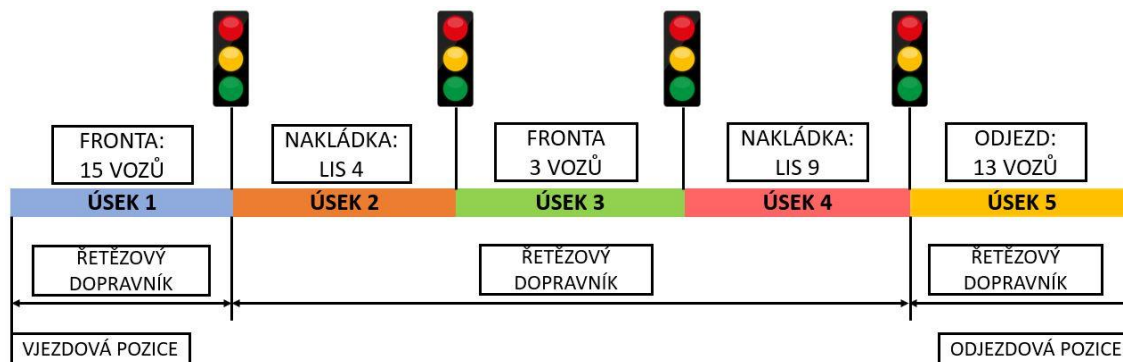 FRONTA:
15 VOZŮ
NAKLÁDKA:
LIS 4
FRONTA
3 VOZŮ
NAKLÁDKA:
LIS 9
ODJEZD:
13 VOZŮ
ÚSEK 1
ÚSEK 2
ÚSEK 3
ÚSEK 4
ÚSEK 5
ŘETĚZOVÝ
DOPRAVNÍK
ŘETĚZOVÝ
DOPRAVNÍK
ŘETĚZOVÝ
DOPRAVNÍK
VJEZDOVÁ POZICE
ODJEZDOVÁ POZICE